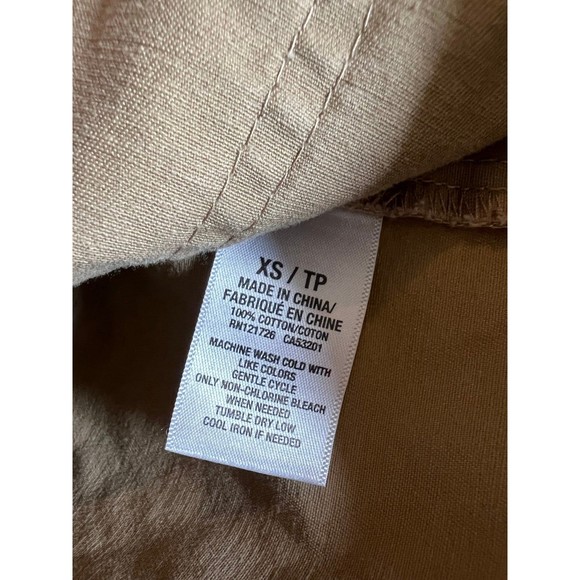 XS / TP
MADE IN CHINA/
FABRIQUÉ EN CHINE
100% COTTON/COTON
RN121726 CA53201
MACHINE WASH COLD WITH
LIKE COLORS
GENTLE CYCLE
ONLY NON-CHLORINE BLEACH
WHEN NEEDED
TUMBLE DRY LOW
COOL IRON IF NEEDED